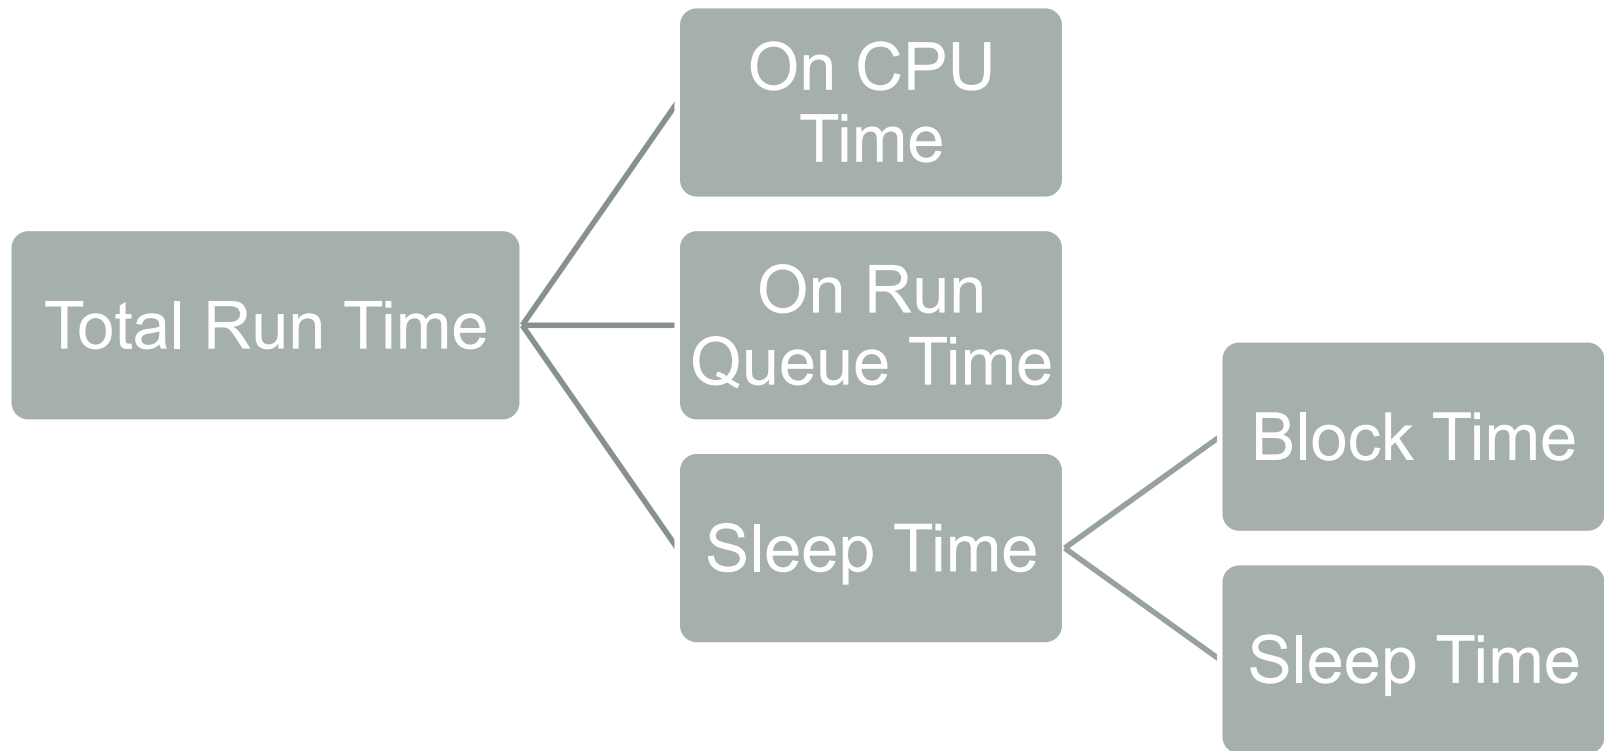 Total Run Time
On CPU
Time
On Run
Queue Time
Sleep Time
Block Time
Sleep Time